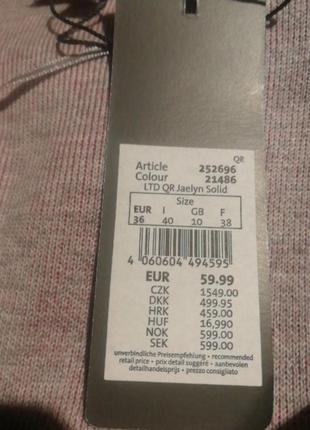 QR
Article 252696
Colour 21486
LTD QR Jaelyn Solid
Size
EUR I GB F
36 40 10 38
4 060604 494595
EUR 59.99
CZK 1549.00
DKK 499.95
HRK 459.00
HUF 16,990
NOK 599.00
SEK 599.00
unverbindliche Preisempfehlung • recommended
retail price • prix détail suggéré • aanbevolen
detailhandelsprijs • prezzo consigliato